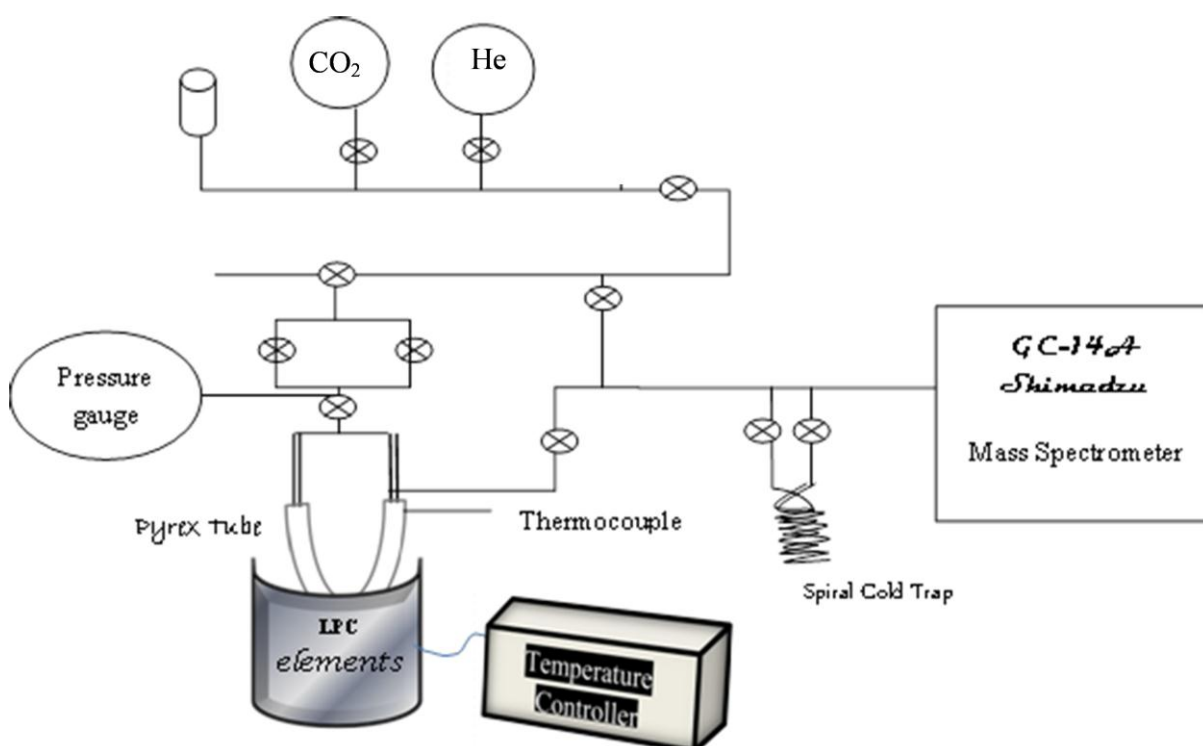 CO₂
He
GC-14A
Shimadzu
Mass Spectrometer
Pressure
gauge
Pyrex Tube
Thermocouple
Spiral Cold Trap
LPC
elements
Temperature
Controller